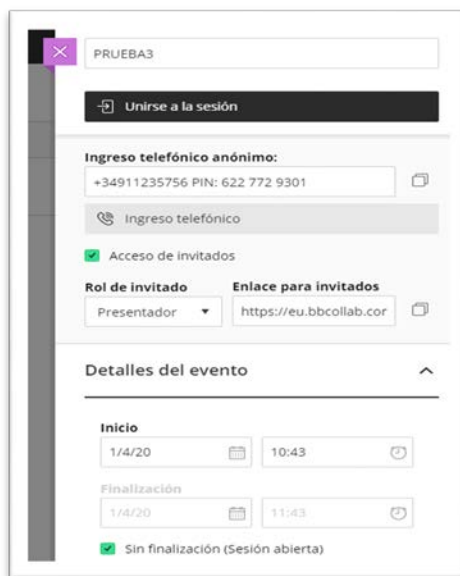 PRUEBA3
Unirse a la sesión
Ingreso telefónico anónimo:
+34911235756 PIN: 622 772 9301
Ingreso telefónico
Acceso de invitados
Rol de invitado Enlace para invitados
Presentador https://eu.bbcollab.cor
Detalles del evento
Inicio
1/4/20 10:43
Finalización
1/4/20 11:43
Sin finalización (Sesión abierta)